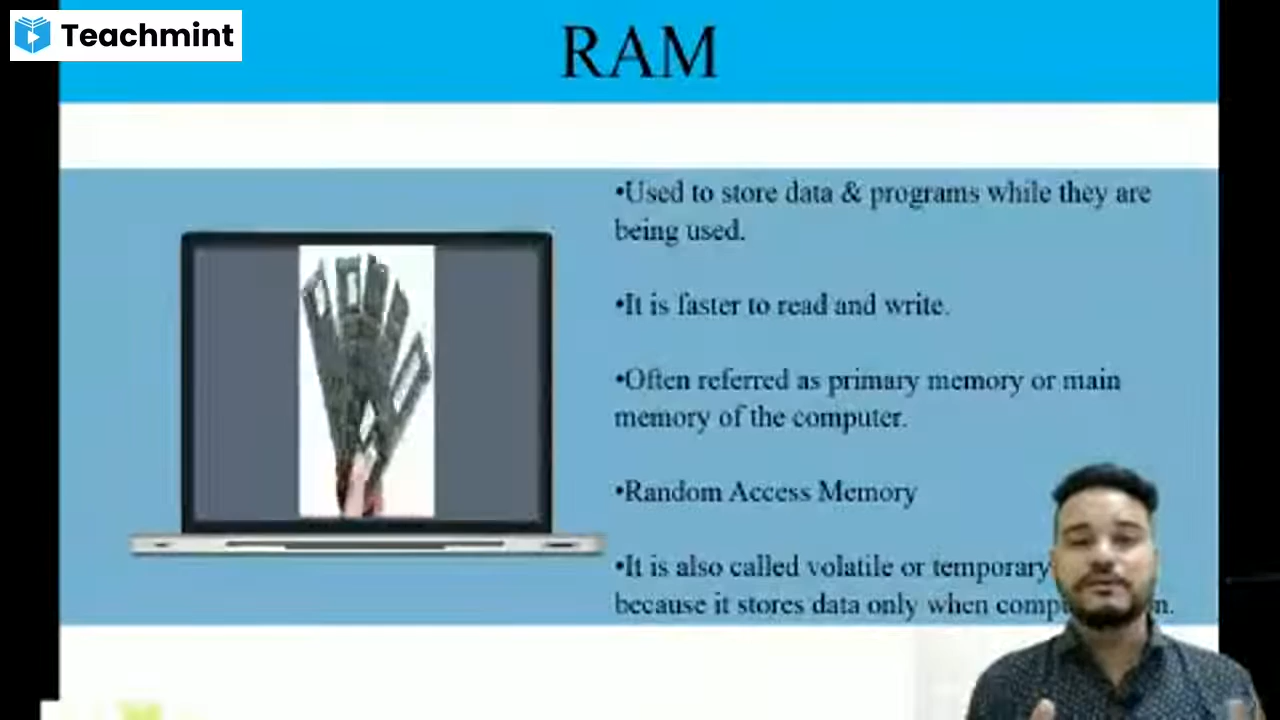 Teachmint
RAM
•Used to store data & programs while they are
being used.
•It is faster to read and write.
•Often referred as primary memory or main
memory of the computer.
•Random Access Memory
•It is also called volatile or temporary
because it stores data only when